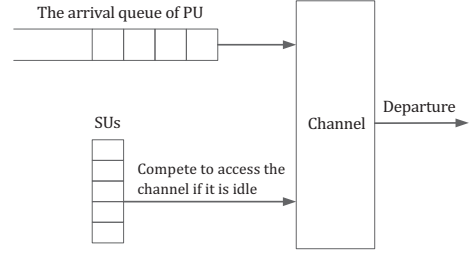 The arrival queue of PU
Departure
Channel
SUs
Compete to access the
channel if it is idle